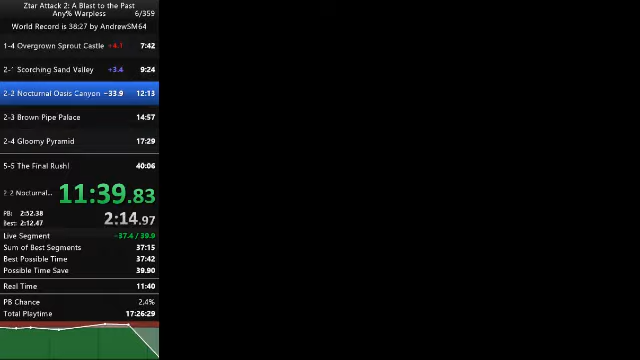 Ztar Attack 2: A Blast to the Past
Any% Warpless 6/359
World Record is 38:27 by AndrewSM64
1-4 Overgrown Sprout Castle +4.1 7:42
2-1 Scorching Sand Valley +3.4 9:24
2-2 Nocturnal Oasis Canyon −33.9 12:13
2-3 Brown Pipe Palace 14:57
2-4 Gloomy Pyramid 17:29
5-5 The Final Rush! 40:06
2-2 Nocturnal... 11:39.83
PB: 2:52.38
Best: 2:12.47 2:14.97
Live Segment −37.4 / 39.9
Sum of Best Segments 37:15
Best Possible Time 37:42
Possible Time Save 39.90
Real Time 11:40
PB Chance 2.4%
Total Playtime 17:26:29